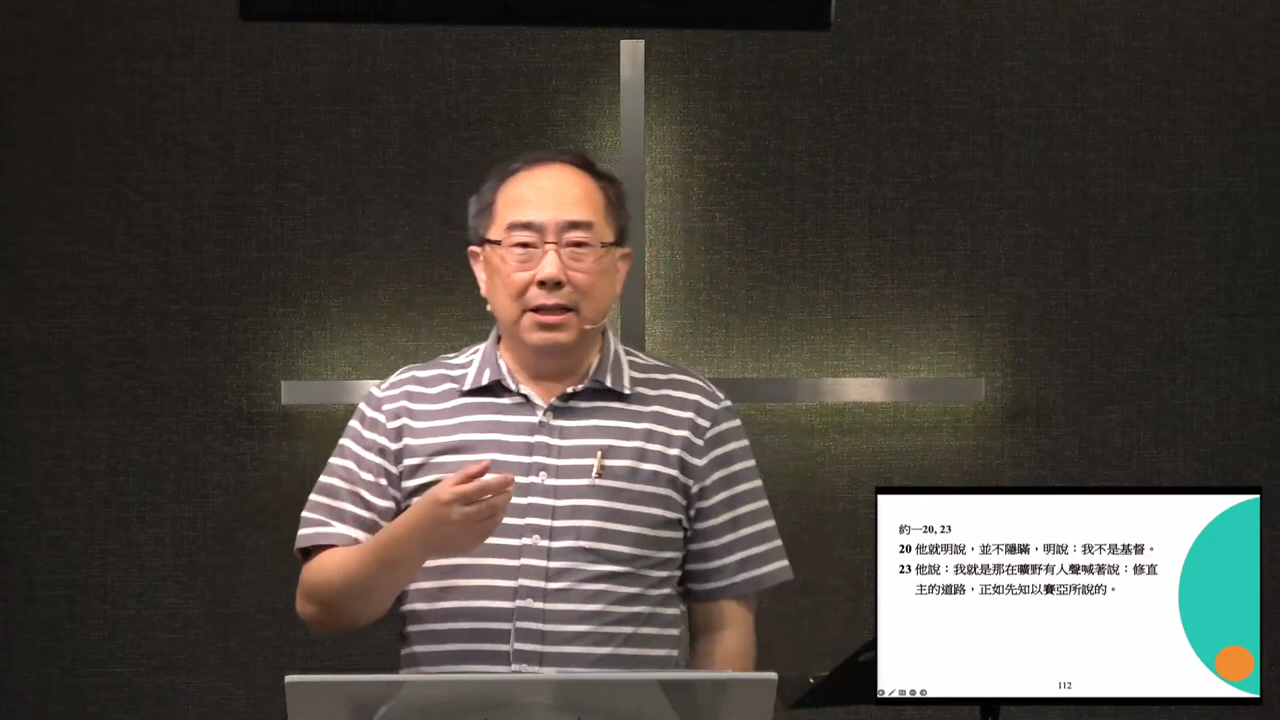 約一20, 23
20 他就明說，並不隱瞞，明說：我不是基督。
23 他說：我就是那在曠野有人聲喊著說：修直
主的道路，正如先知以賽亞所說的。
112